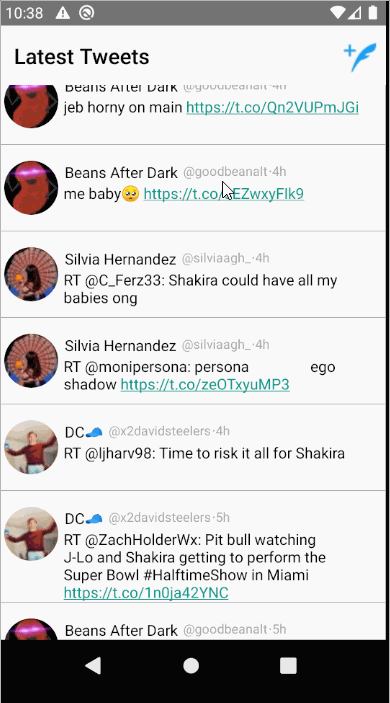 10:38
Latest Tweets
Beans After Dark @goodbeanalt·4h
jeb horny on main https://t.co/Qn2VUPmJGi
Beans After Dark @goodbeanalt·4h
me baby🥺 https://t.co/ EZwxyFIk9
Silvia Hernandez @silviaagh_·4h
RT @C_Ferz33: Shakira could have all my
babies ong
Silvia Hernandez @silviaagh_·4h
RT @monipersona: persona ego
shadow https://t.co/zeOTxyuMP3
DC🧢 @x2davidsteelers·4h
RT @ljharv98: Time to risk it all for Shakira
DC🧢 @x2davidsteelers·5h
RT @ZachHolderWx: Pit bull watching
J-Lo and Shakira getting to perform the
Super Bowl #HalftimeShow in Miami
https://t.co/1n0ja42YNC
Beans After Dark @goodbeanalt·5h